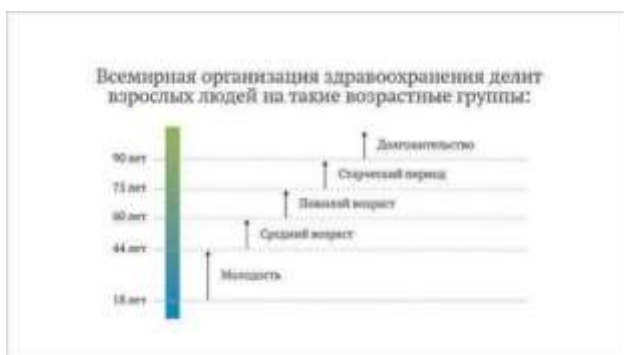 Всемирная организация здравоохранения делит
взрослых людей на такие возрастные группы:
Долгожительство
90 лет
Старческий период
75 лет
Пожилой возраст
60 лет
Средний возраст
44 лет
Молодость
18 лет